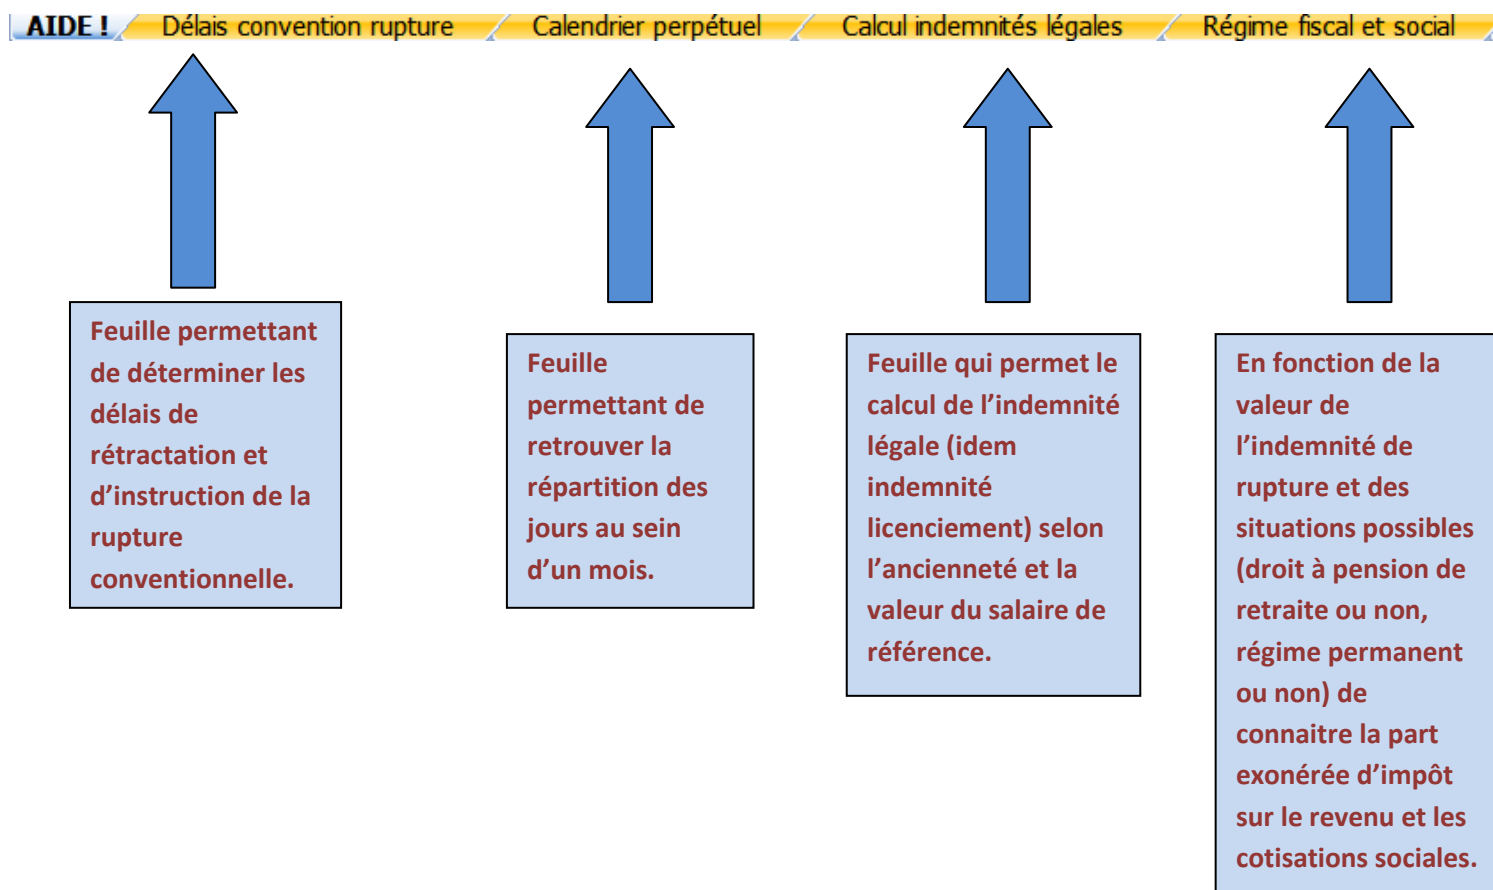 AIDE ! Délais convention rupture Calendrier perpétuel Calcul indemnités légales Régime fiscal et social
Feuille permettant
de déterminer les
délais de
rétractation et
d’instruction de la
rupture
conventionnelle.
Feuille
permettant de
retrouver la
répartition des
jours au sein
d’un mois.
Feuille qui permet le
calcul de l’indemnité
légale (idem
indemnité
licenciement) selon
l’ancienneté et la
valeur du salaire de
référence.
En fonction de la
valeur de
l’indemnité de
rupture et des
situations possibles
(droit à pension de
retraite ou non,
régime permanent
ou non) de
connaitre la part
exonérée d’impôt
sur le revenu et les
cotisations sociales.